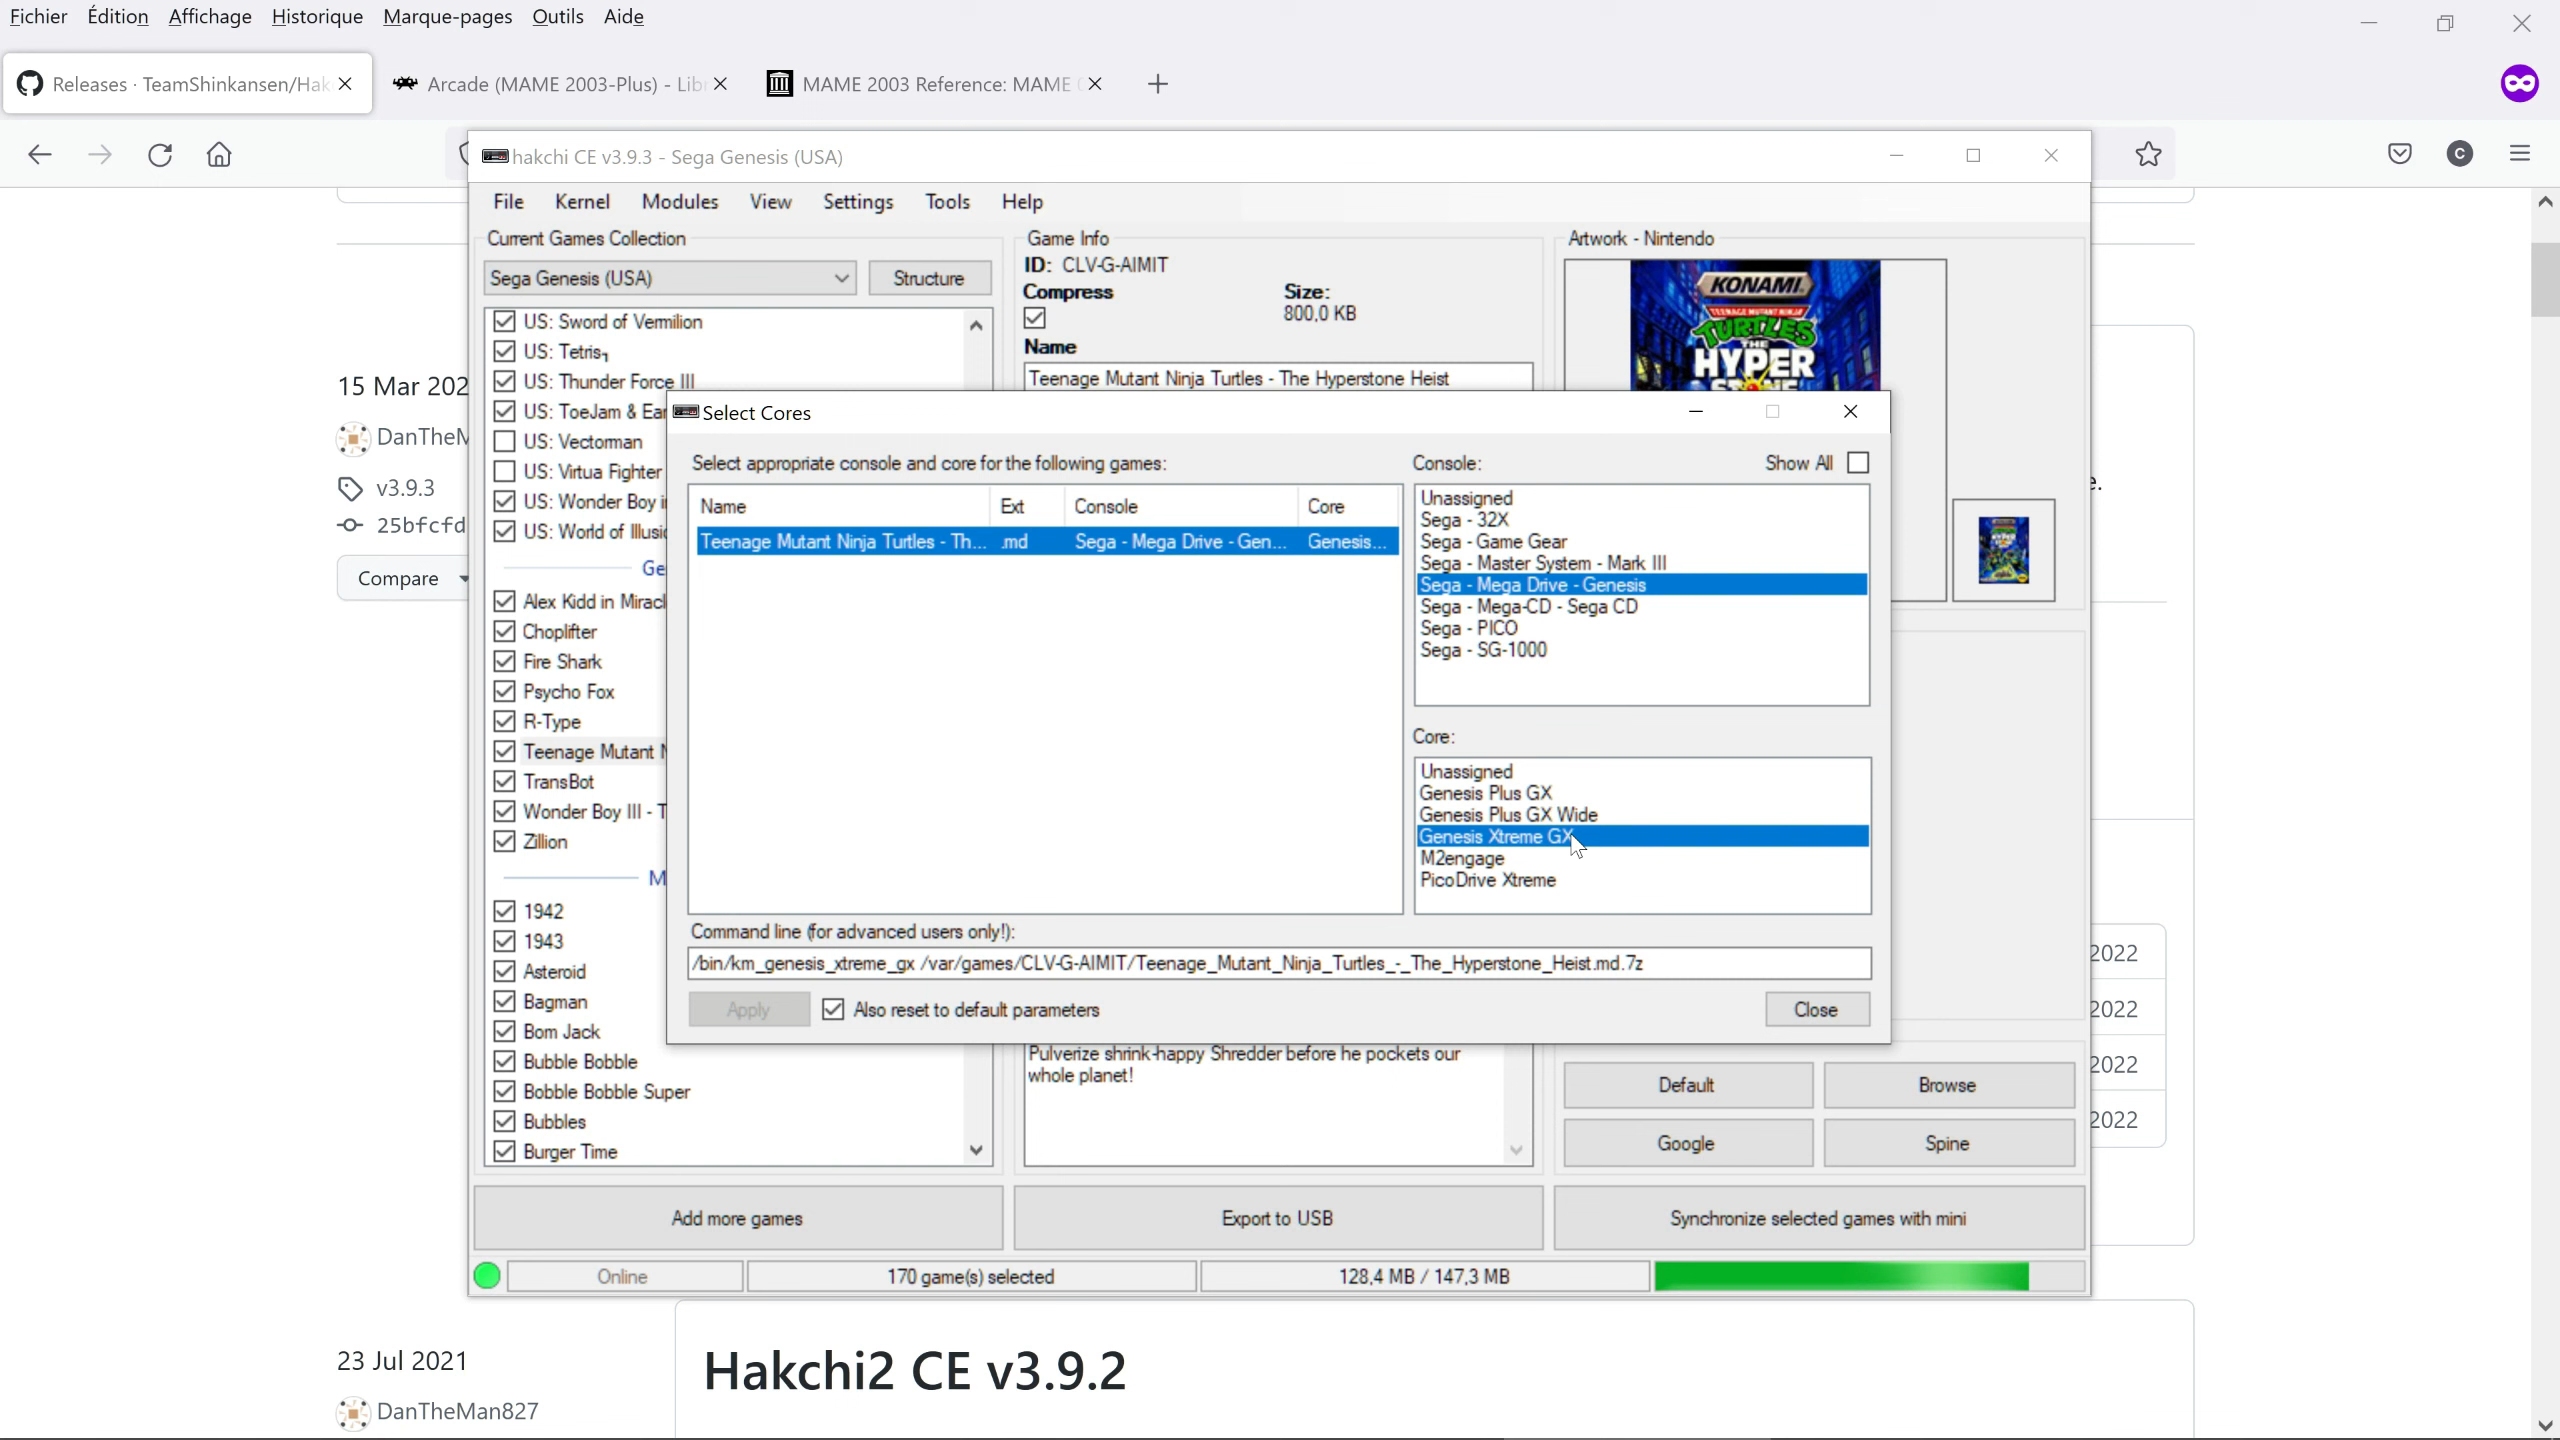 Fichier Édition Affichage Historique Marque-pages Outils Aide
Releases · TeamShinkansen/Hak
Arcade (MAME 2003-Plus) - Lib
MAME 2003 Reference: MAME
hakchi CE v3.9.3 - Sega Genesis (USA)
C
File Kernel Modules View Settings Tools Help
Current Games Collection
Sega Genesis (USA)
Structure
US: Sword of Vermilion
US: Tetris
US: Thunder Force III
US: ToeJam & Ear
US: Vectorman
US: Virtua Fighter
US: Wonder Boy i
US: World of Illusi
Ge
Alex Kidd in Miracl
Choplifter
Fire Shark
Psycho Fox
R-Type
Teenage Mutant N
TransBot
Wonder Boy III - T
Zillion
M
1942
1943
Asteroid
Bagman
Bom Jack
Bubble Bobble
Bobble Bobble Super
Bubbles
Burger Time
Game Info
ID: CLV-G-AIMIT
Compress
Size:
800,0 KB
Name
Teenage Mutant Ninja Turtles - The Hyperstone Heist
Artwork - Nintendo
KONAMI
TEENAGE MUTANT NINJA
TURTLES
THE
HYPER
STONE
Select Cores
Select appropriate console and core for the following games:
Name Ext Console Core
Teenage Mutant Ninja Turtles - Th... .md Sega - Mega Drive - Gen... Genesis...
Console:
Show All
Unassigned
Sega - 32X
Sega - Game Gear
Sega - Master System - Mark III
Sega - Mega Drive - Genesis
Sega - Mega-CD - Sega CD
Sega - PICO
Sega - SG-1000
Core:
Unassigned
Genesis Plus GX
Genesis Plus GX Wide
Genesis Xtreme GX
M2engage
PicoDrive Xtreme
Command line (for advanced users only!):
/bin/km_genesis_xtreme_gx /var/games/CLV-G-AIMIT/Teenage_Mutant_Ninja_Turtles_-_The_Hyperstone_Heist.md.7z
Apply
Also reset to default parameters
Close
Pulverize shrink-happy Shredder before he pockets our
whole planet!
Default
Browse
Google
Spine
Add more games
Export to USB
Synchronize selected games with mini
Online
170 game(s) selected
128,4 MB / 147,3 MB
15 Mar 202
DanTheM
v3.9.3
25bfcfd
Compare
e.
2022
2022
2022
2022
23 Jul 2021
DanTheMan827
Hakchi2 CE v3.9.2